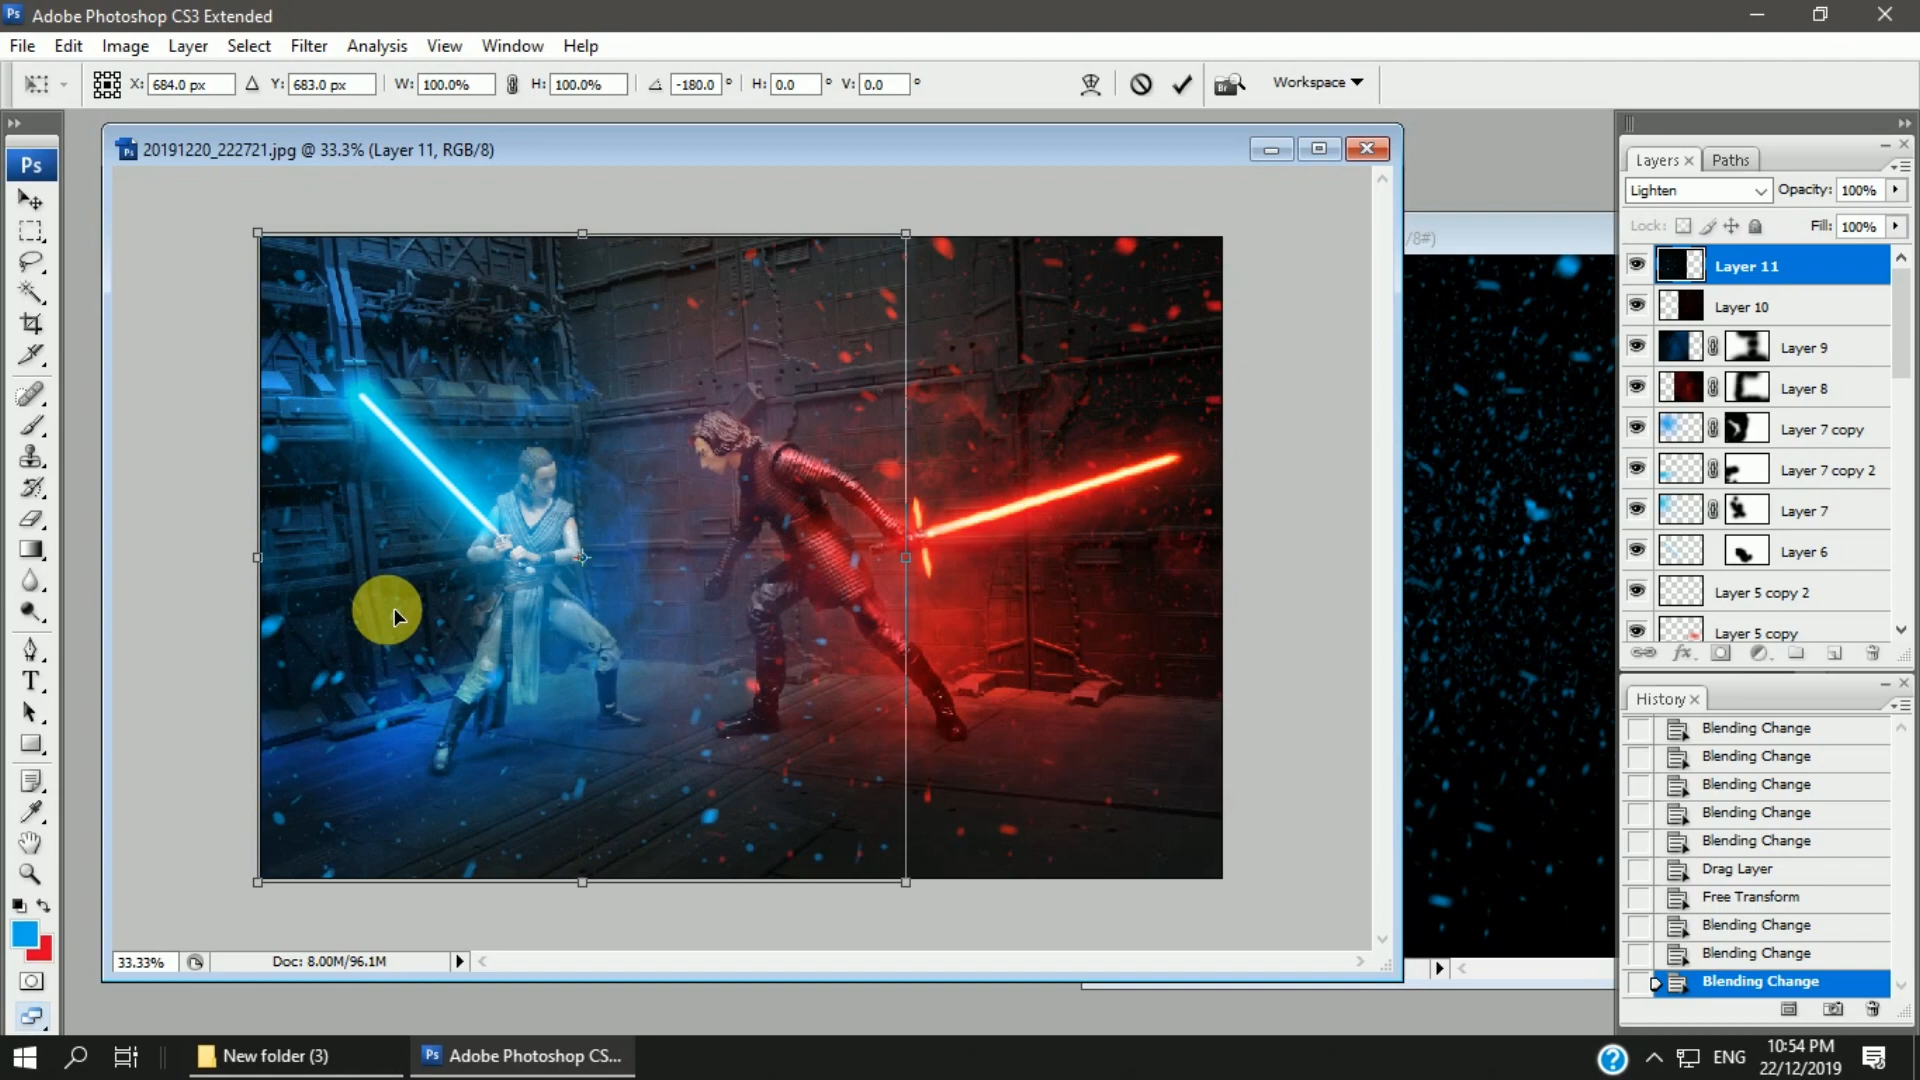 Ps Adobe Photoshop CS3 Extended
File Edit Image Layer Select Filter Analysis View Window Help
X: 684.0 px Y: 683.0 px W: 100.0% H: 100.0% -180.0 ° H: 0.0 ° V: 0.0 ° Br Workspace
Ps
20191220_222721.jpg @ 33.3% (Layer 11, RGB/8)
/8#)
T
33.33% Doc: 8.00M/96.1M
Layers × Paths
Lighten Opacity: 100%
Lock: Fill: 100%
Layer 11
Layer 10
Layer 9
Layer 8
Layer 7 copy
Layer 7 copy 2
Layer 7
Layer 6
Layer 5 copy 2
Layer 5 copy
fx.
History ×
Blending Change
Blending Change
Blending Change
Blending Change
Blending Change
Drag Layer
Free Transform
Blending Change
Blending Change
Blending Change
New folder (3)
Ps Adobe Photoshop CS...
? ENG 10:54 PM
22/12/2019